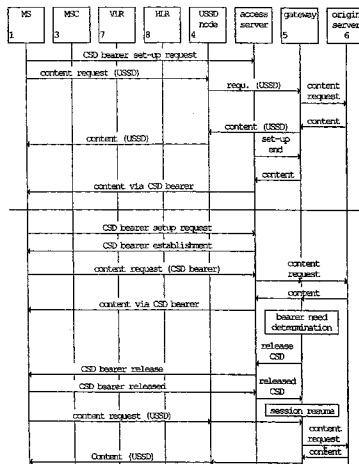 MS
MSC
VLR
HLR
USSD
node
access
server
gateway
origin
server
1
3
7
8
4
5
6
CSD bearer set-up request
content request (USSD)
requ. (USSD)
content
request
content (USSD)
content
content (USSD)
set-up
end
content
content via CSD bearer
CSD bearer setup request
CSD bearer establishment
content request (CSD bearer)
content
request
content
content via CSD bearer
bearer need
determination
release
CSD
CSD bearer release
CSD bearer released
released
CSD
session resume
content request (USSD)
content
request
content
Content (USSD)